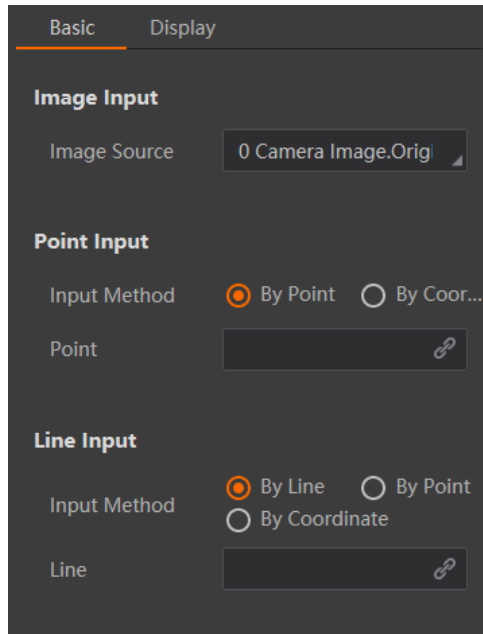 Basic Display
Image Input
Image Source 0 Camera Image.Origi
Point Input
Input Method By Point By Coor...
Point
Line Input
By Line By Point
Input Method
By Coordinate
Line